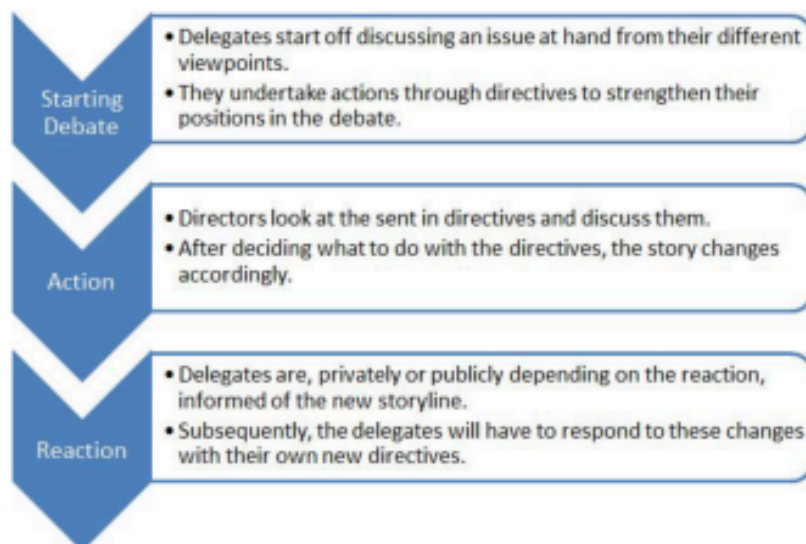 Starting
Debate
• Delegates start off discussing an issue at hand from their different
viewpoints.
• They undertake actions through directives to strengthen their
positions in the debate.
Action
• Directors look at the sent in directives and discuss them.
• After deciding what to do with the directives, the story changes
accordingly.
Reaction
• Delegates are, privately or publicly depending on the reaction,
informed of the new storyline.
• Subsequently, the delegates will have to respond to these changes
with their own new directives.